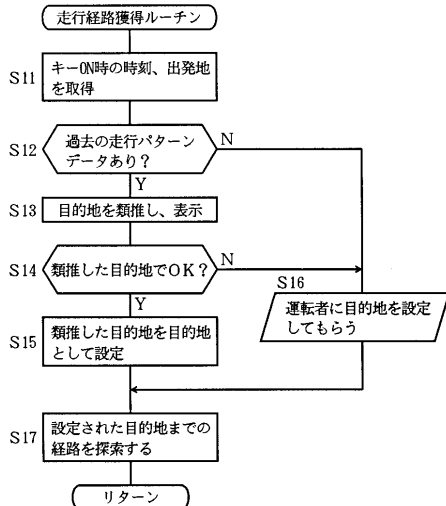 走行経路獲得ルーチン
S11
キーON時の時刻、出発地
を取得
S12
過去の走行パターン
データあり?
N
Y
S13
目的地を類推し、表示
S14
類推した目的地でOK?
N
Y
S16
運転者に目的地を設定
してもらう
S15
類推した目的地を目的地
として設定
S17
設定された目的地までの
経路を探索する
リターン